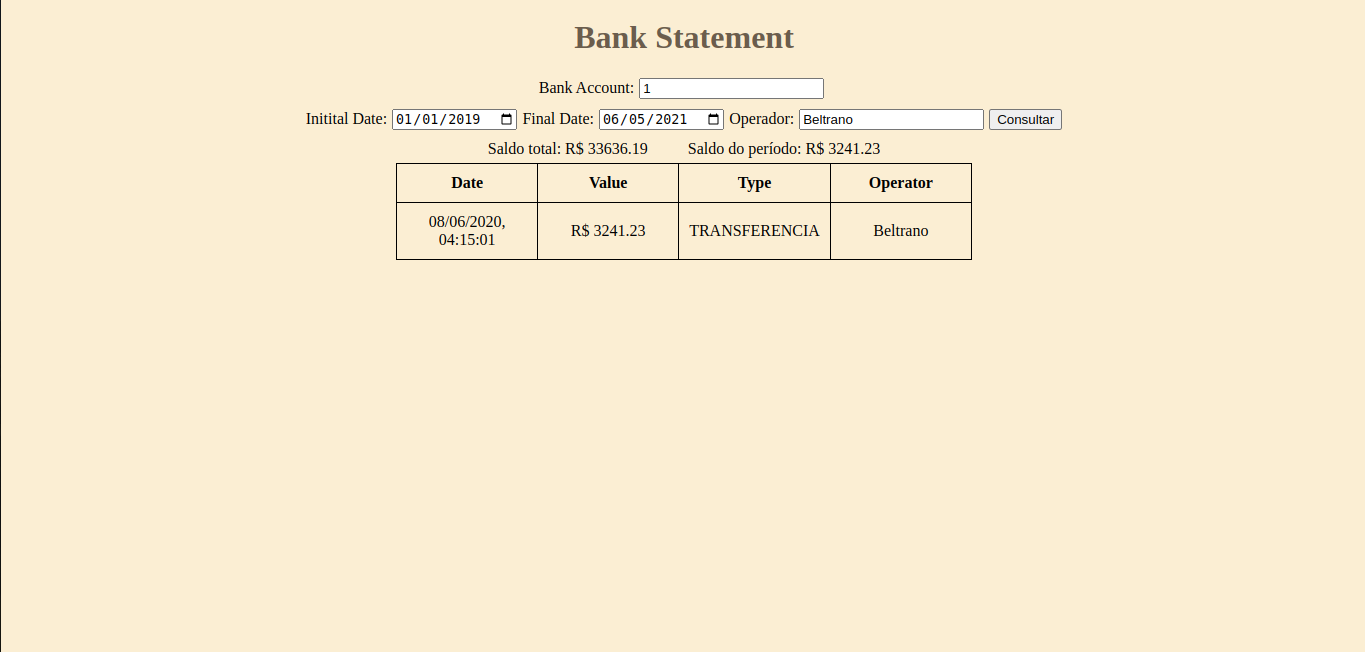 Bank Statement
Bank Account: 1
Initital Date: 01/01/2019 Final Date: 06/05/2021 Operador: Beltrano Consultar
Saldo total: R$ 33636.19 Saldo do período: R$ 3241.23
Date Value Type Operator
08/06/2020,
04:15:01 R$ 3241.23 TRANSFERENCIA Beltrano